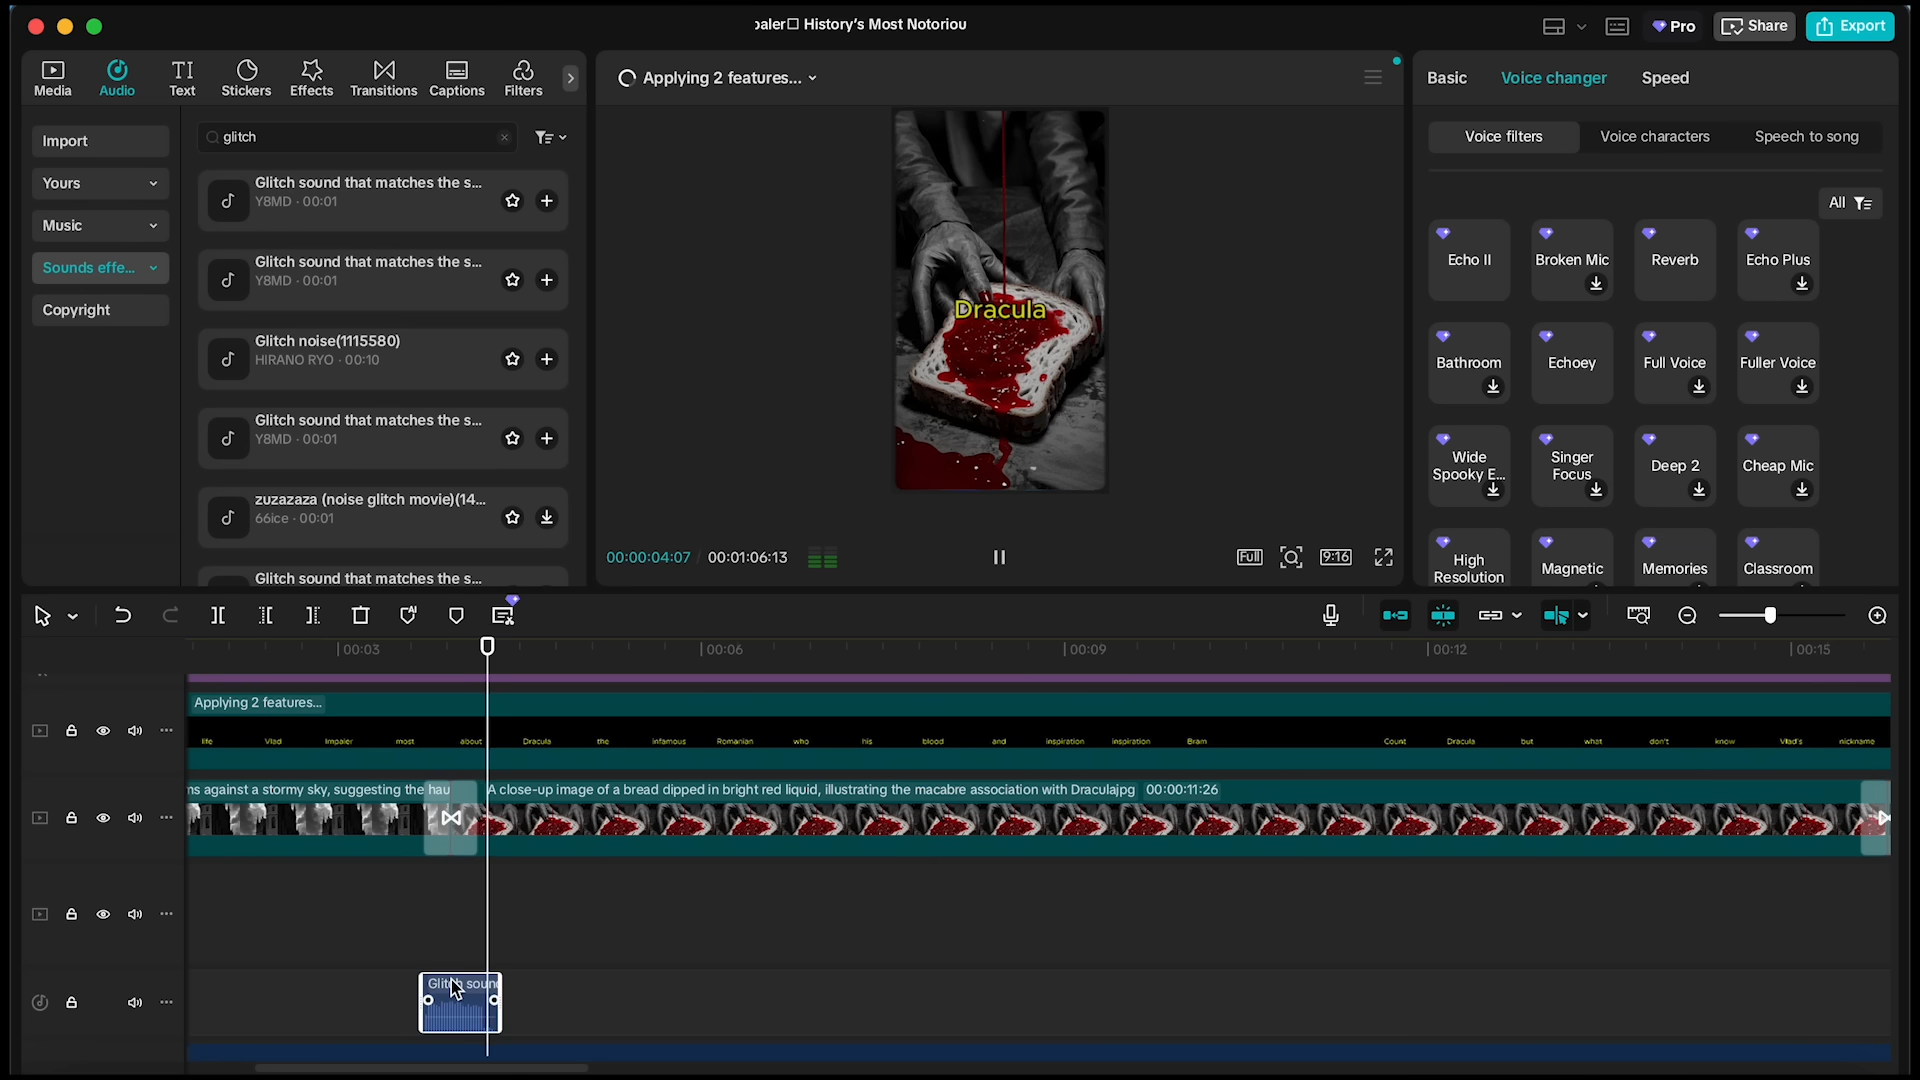 paler☐ History's Most Notoriou
Pro
Share
Export
Media
Audio
Text
Stickers
Effects
Transitions
Captions
Filters
Import
Yours
Music
Sounds effe...
Copyright
glitch
Glitch sound that matches the s...
Y8MD · 00:01
Glitch sound that matches the s...
Y8MD · 00:01
Glitch noise(1115580)
HIRANO RYO · 00:10
Glitch sound that matches the s...
Y8MD · 00:01
zuzazaza (noise glitch movie)(14...
66ice · 00:01
Glitch sound that matches the s...
Applying 2 features...
Dracula
00:00:04:07 / 00:01:06:13
Full
9:16
Basic
Voice changer
Speed
Voice filters
Voice characters
Speech to song
All
Echo II
Broken Mic
Reverb
Echo Plus
Bathroom
Echoey
Full Voice
Fuller Voice
Wide
Spooky E...
Singer
Focus
Deep 2
Cheap Mic
High
Resolution
Magnetic
Memories
Classroom
00:03
00:06
00:09
00:12
00:15
Applying 2 features...
life Vlad Impaler most about Dracula the infamous Romanian who his blood and inspiration inspiration Bram Count Dracula but what don't know Vlad's nickname
ns against a stormy sky, suggesting the hau
A close-up image of a bread dipped in bright red liquid, illustrating the macabre association with Draculajpg 00:00:11:26
Glitch soun